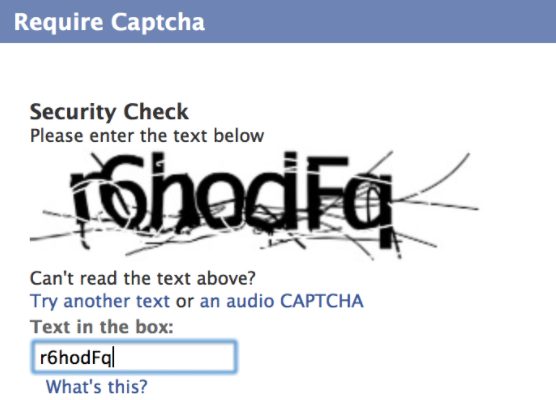 Require Captcha
Security Check
Please enter the text below
r6hodFq
Can't read the text above?
Try another text or an audio CAPTCHA
Text in the box:
r6hodFq
What's this?